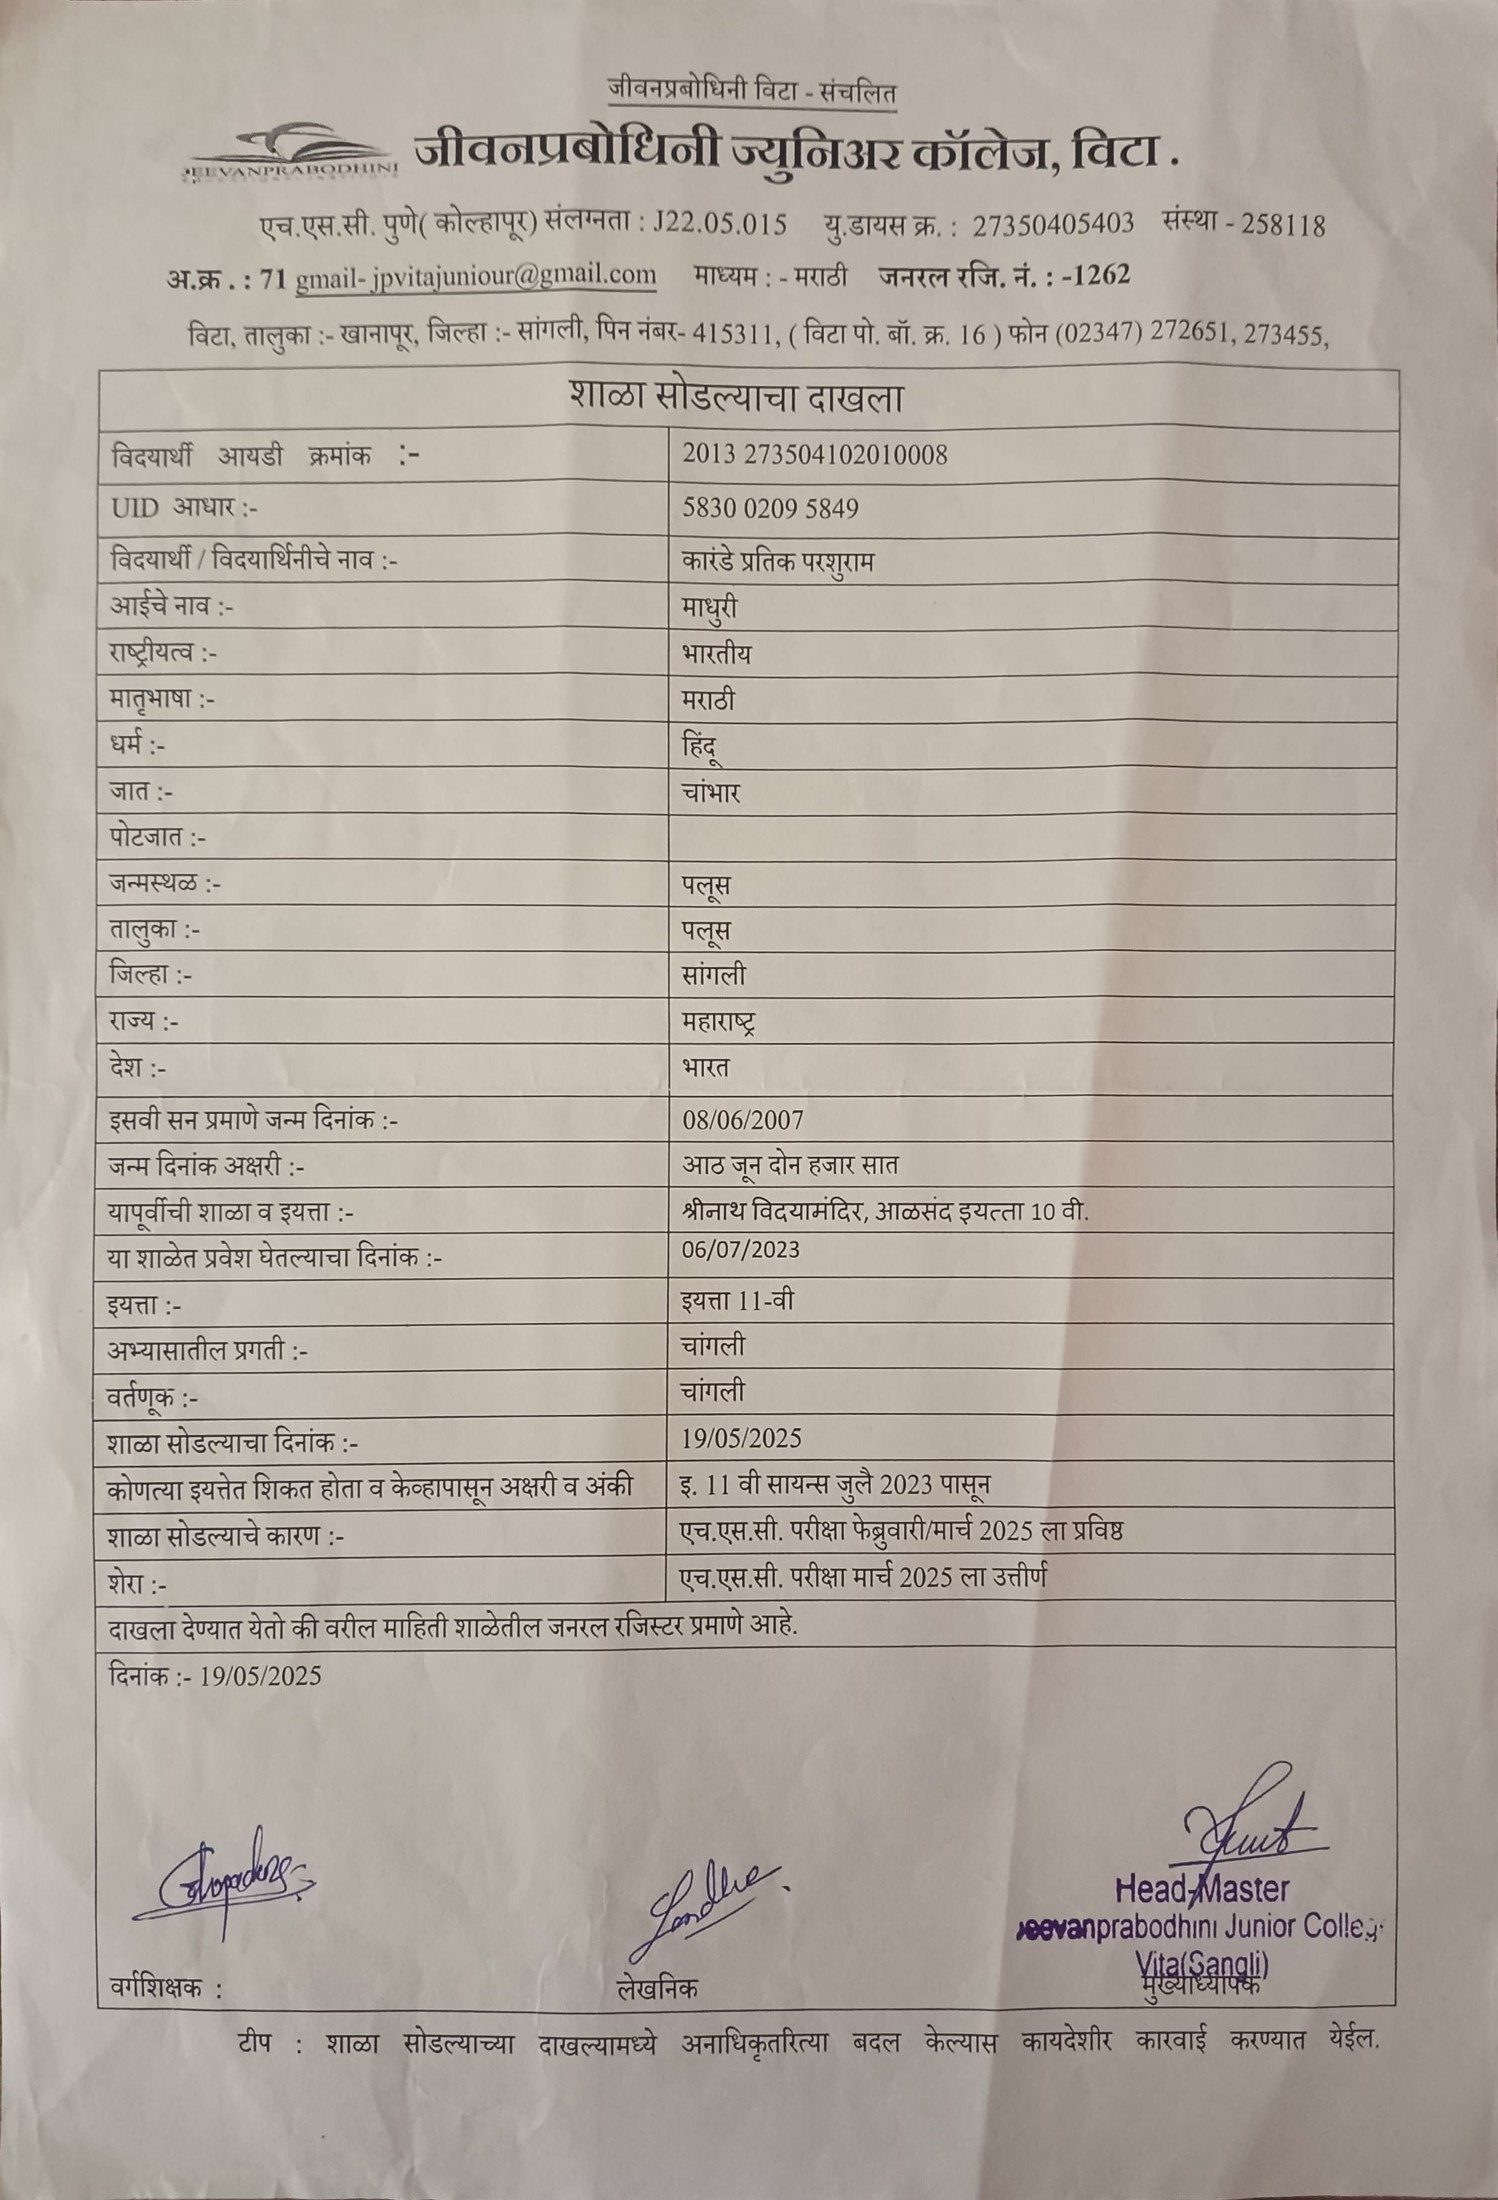 जीवनप्रबोधिनी विटा - संचलित
JEEVANPRABODHINI जीवनप्रबोधिनी ज्युनिअर कॉलेज, विटा .
एच.एस.सी. पुणे( कोल्हापूर) संलग्नता : J22.05.015 यु.डायस क्र. : 27350405403 संस्था - 258118
अ.क्र . : 71 gmail- jpvitajuniour@gmail.com माध्यम : - मराठी जनरल रजि. नं. : -1262
विटा, तालुका :- खानापूर, जिल्हा :- सांगली, पिन नंबर- 415311, ( विटा पो. बॉ. क्र. 16 ) फोन (02347) 272651, 273455,
शाळा सोडल्याचा दाखला
विदयार्थी आयडी क्रमांक :- 2013 273504102010008
UID आधार :- 5830 0209 5849
विदयार्थी / विदयार्थिनीचे नाव :- कारंडे प्रतिक परशुराम
आईचे नाव :- माधुरी
राष्ट्रीयत्व :- भारतीय
मातृभाषा :- मराठी
धर्म :- हिंदू
जात :- चांभार
पोटजात :-
जन्मस्थळ :- पलूस
तालुका :- पलूस
जिल्हा :- सांगली
राज्य :- महाराष्ट्र
देश :- भारत
इसवी सन प्रमाणे जन्म दिनांक :- 08/06/2007
जन्म दिनांक अक्षरी :- आठ जून दोन हजार सात
यापूर्वीची शाळा व इयत्ता :- श्रीनाथ विदयामंदिर, आळसंद इयत्ता 10 वी.
या शाळेत प्रवेश घेतल्याचा दिनांक :- 06/07/2023
इयत्ता :- इयत्ता 11-वी
अभ्यासातील प्रगती :- चांगली
वर्तणूक :- चांगली
शाळा सोडल्याचा दिनांक :- 19/05/2025
कोणत्या इयत्तेत शिकत होता व केव्हापासून अक्षरी व अंकी इ. 11 वी सायन्स जुलै 2023 पासून
शाळा सोडल्याचे कारण :- एच.एस.सी. परीक्षा फेब्रुवारी/मार्च 2025 ला प्रविष्ठ
शेरा :- एच.एस.सी. परीक्षा मार्च 2025 ला उत्तीर्ण
दाखला देण्यात येतो की वरील माहिती शाळेतील जनरल रजिस्टर प्रमाणे आहे.
दिनांक :- 19/05/2025
Head-Master
Jeevanprabodhini Junior College
Vita(Sangli)
वर्गशिक्षक : लेखनिक मुख्याध्यापक
टीप : शाळा सोडल्याच्या दाखल्यामध्ये अनाधिकृतरित्या बदल केल्यास कायदेशीर कारवाई करण्यात येईल.